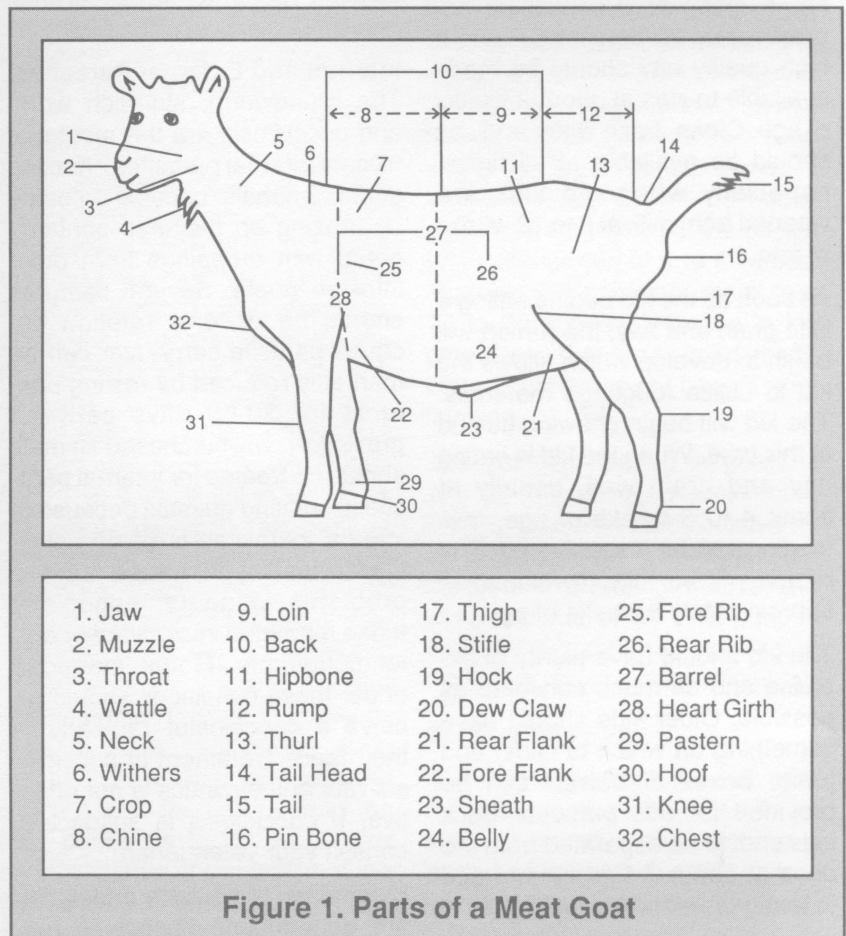 10
8 9 12
1 5 6 7 11 13 14 15
3
4 27 16
25 26
28 17
32 18
24
22 23 21 19
31
29
30 20
1. Jaw 9. Loin 17. Thigh 25. Fore Rib
2. Muzzle 10. Back 18. Stifle 26. Rear Rib
3. Throat 11. Hipbone 19. Hock 27. Barrel
4. Wattle 12. Rump 20. Dew Claw 28. Heart Girth
5. Neck 13. Thurl 21. Rear Flank 29. Pastern
6. Withers 14. Tail Head 22. Fore Flank 30. Hoof
7. Crop 15. Tail 23. Sheath 31. Knee
8. Chine 16. Pin Bone 24. Belly 32. Chest
Figure 1. Parts of a Meat Goat